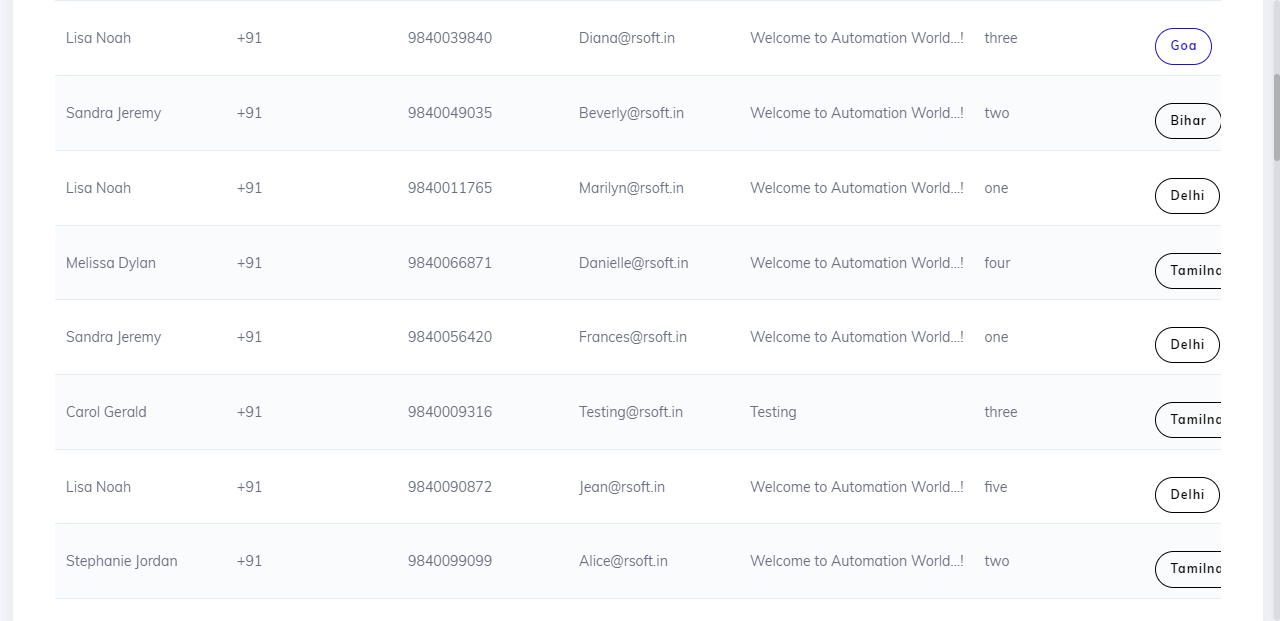 Lisa Noah +91 9840039840 Diana@rsoft.in Welcome to Automation World...! three Goa
Sandra Jeremy +91 9840049035 Beverly@rsoft.in Welcome to Automation World...! two Bihar
Lisa Noah +91 9840011765 Marilyn@rsoft.in Welcome to Automation World...! one Delhi
Melissa Dylan +91 9840066871 Danielle@rsoft.in Welcome to Automation World...! four
Sandra Jeremy +91 9840056420 Frances@rsoft.in Welcome to Automation World...! one Delhi
Carol Gerald +91 9840009316 Testing@rsoft.in Testing three
Lisa Noah +91 9840090872 Jean@rsoft.in Welcome to Automation World...! five Delhi
Stephanie Jordan +91 9840099099 Alice@rsoft.in Welcome to Automation World...! two